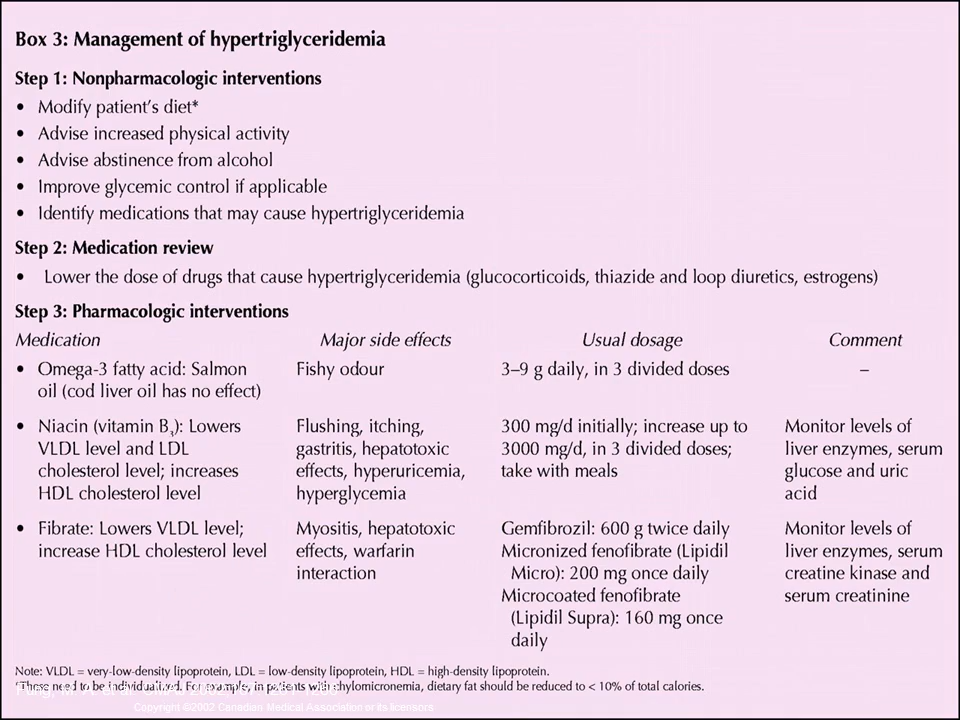 Box 3: Management of hypertriglyceridemia
Step 1: Nonpharmacologic interventions
• Modify patient's diet*
• Advise increased physical activity
• Advise abstinence from alcohol
• Improve glycemic control if applicable
• Identify medications that may cause hypertriglyceridemia
Step 2: Medication review
• Lower the dose of drugs that cause hypertriglyceridemia (glucocorticoids, thiazide and loop diuretics, estrogens)
Step 3: Pharmacologic interventions
Medication Major side effects Usual dosage Comment
• Omega-3 fatty acid: Salmon Fishy odour 3–9 g daily, in 3 divided doses –
oil (cod liver oil has no effect)
• Niacin (vitamin B3): Lowers Flushing, itching, 300 mg/d initially; increase up to Monitor levels of
VLDL level and LDL gastritis, hepatotoxic 3000 mg/d, in 3 divided doses; liver enzymes, serum
cholesterol level; increases effects, hyperuricemia, take with meals glucose and uric
HDL cholesterol level hyperglycemia acid
• Fibrate: Lowers VLDL level; Myositis, hepatotoxic Gemfibrozil: 600 g twice daily Monitor levels of
increase HDL cholesterol level effects, warfarin Micronized fenofibrate (Lipidil liver enzymes, serum
interaction Micro): 200 mg once daily creatine kinase and
Microcoated fenofibrate serum creatinine
(Lipidil Supra): 160 mg once
daily
Note: VLDL = very-low-density lipoprotein, LDL = low-density lipoprotein, HDL = high-density lipoprotein.
*These need to be individualized. For example, in patients with chylomicronemia, dietary fat should be reduced to < 10% of total calories.
Copyright ©2002 Canadian Medical Association or its licensors